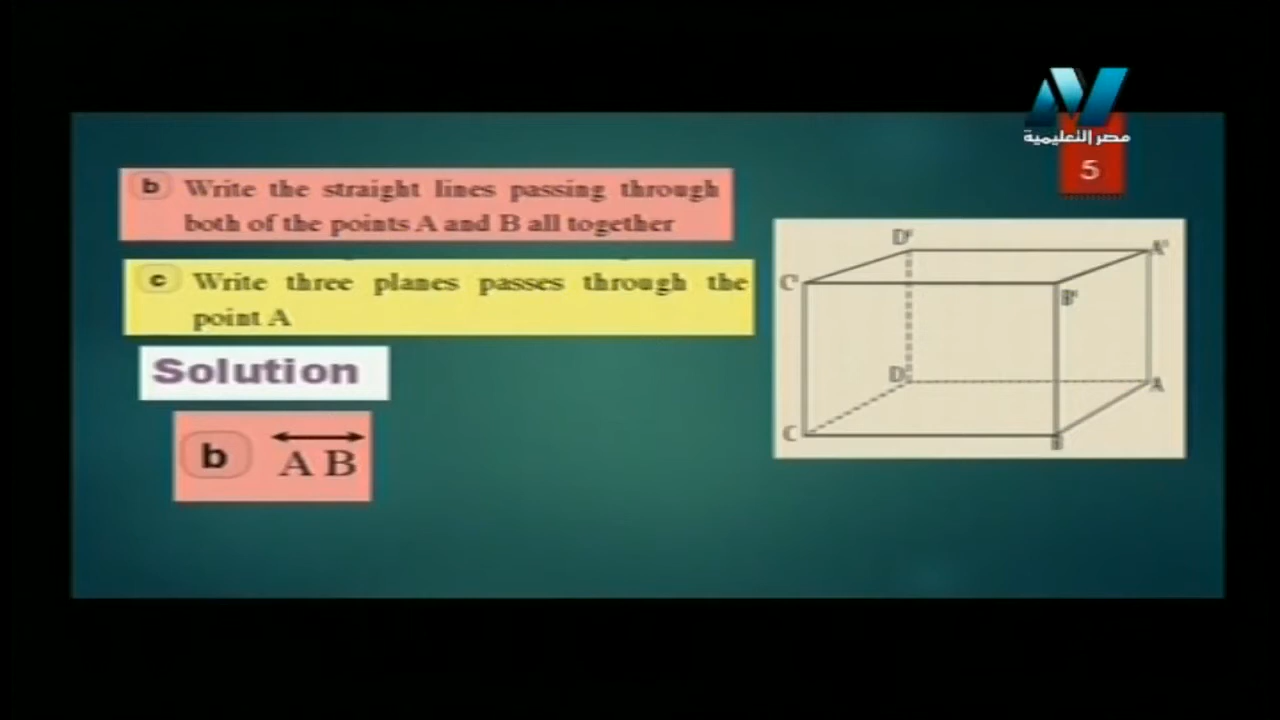 مصر التعليمية
5
b Write the straight lines passing through
both of the points A and B all together
c Write three planes passes through the
point A
Solution
b A B
D'
A'
C'
B'
D
A
C
B